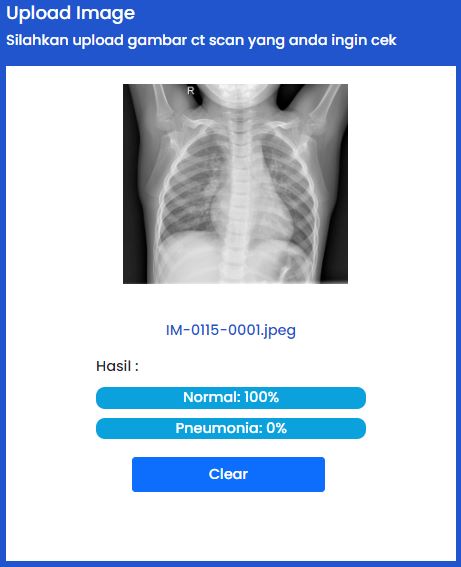 Upload Image
Silahkan upload gambar ct scan yang anda ingin cek
R
IM-0115-0001.jpeg
Hasil :
Normal: 100%
Pneumonia: 0%
Clear